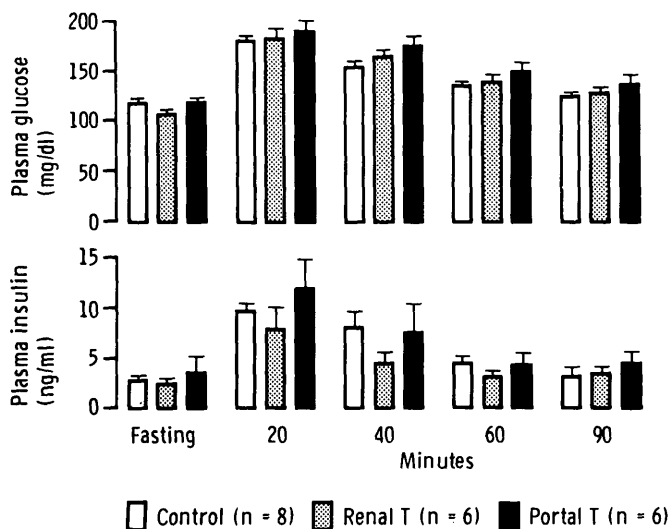 200
150
100
50
0
Plasma glucose
(mg/dl)
15
10
5
0
Plasma insulin
(ng/ml)
Fasting 20 40 60 90
Minutes
Control (n = 8) Renal T (n = 6) Portal T (n = 6)